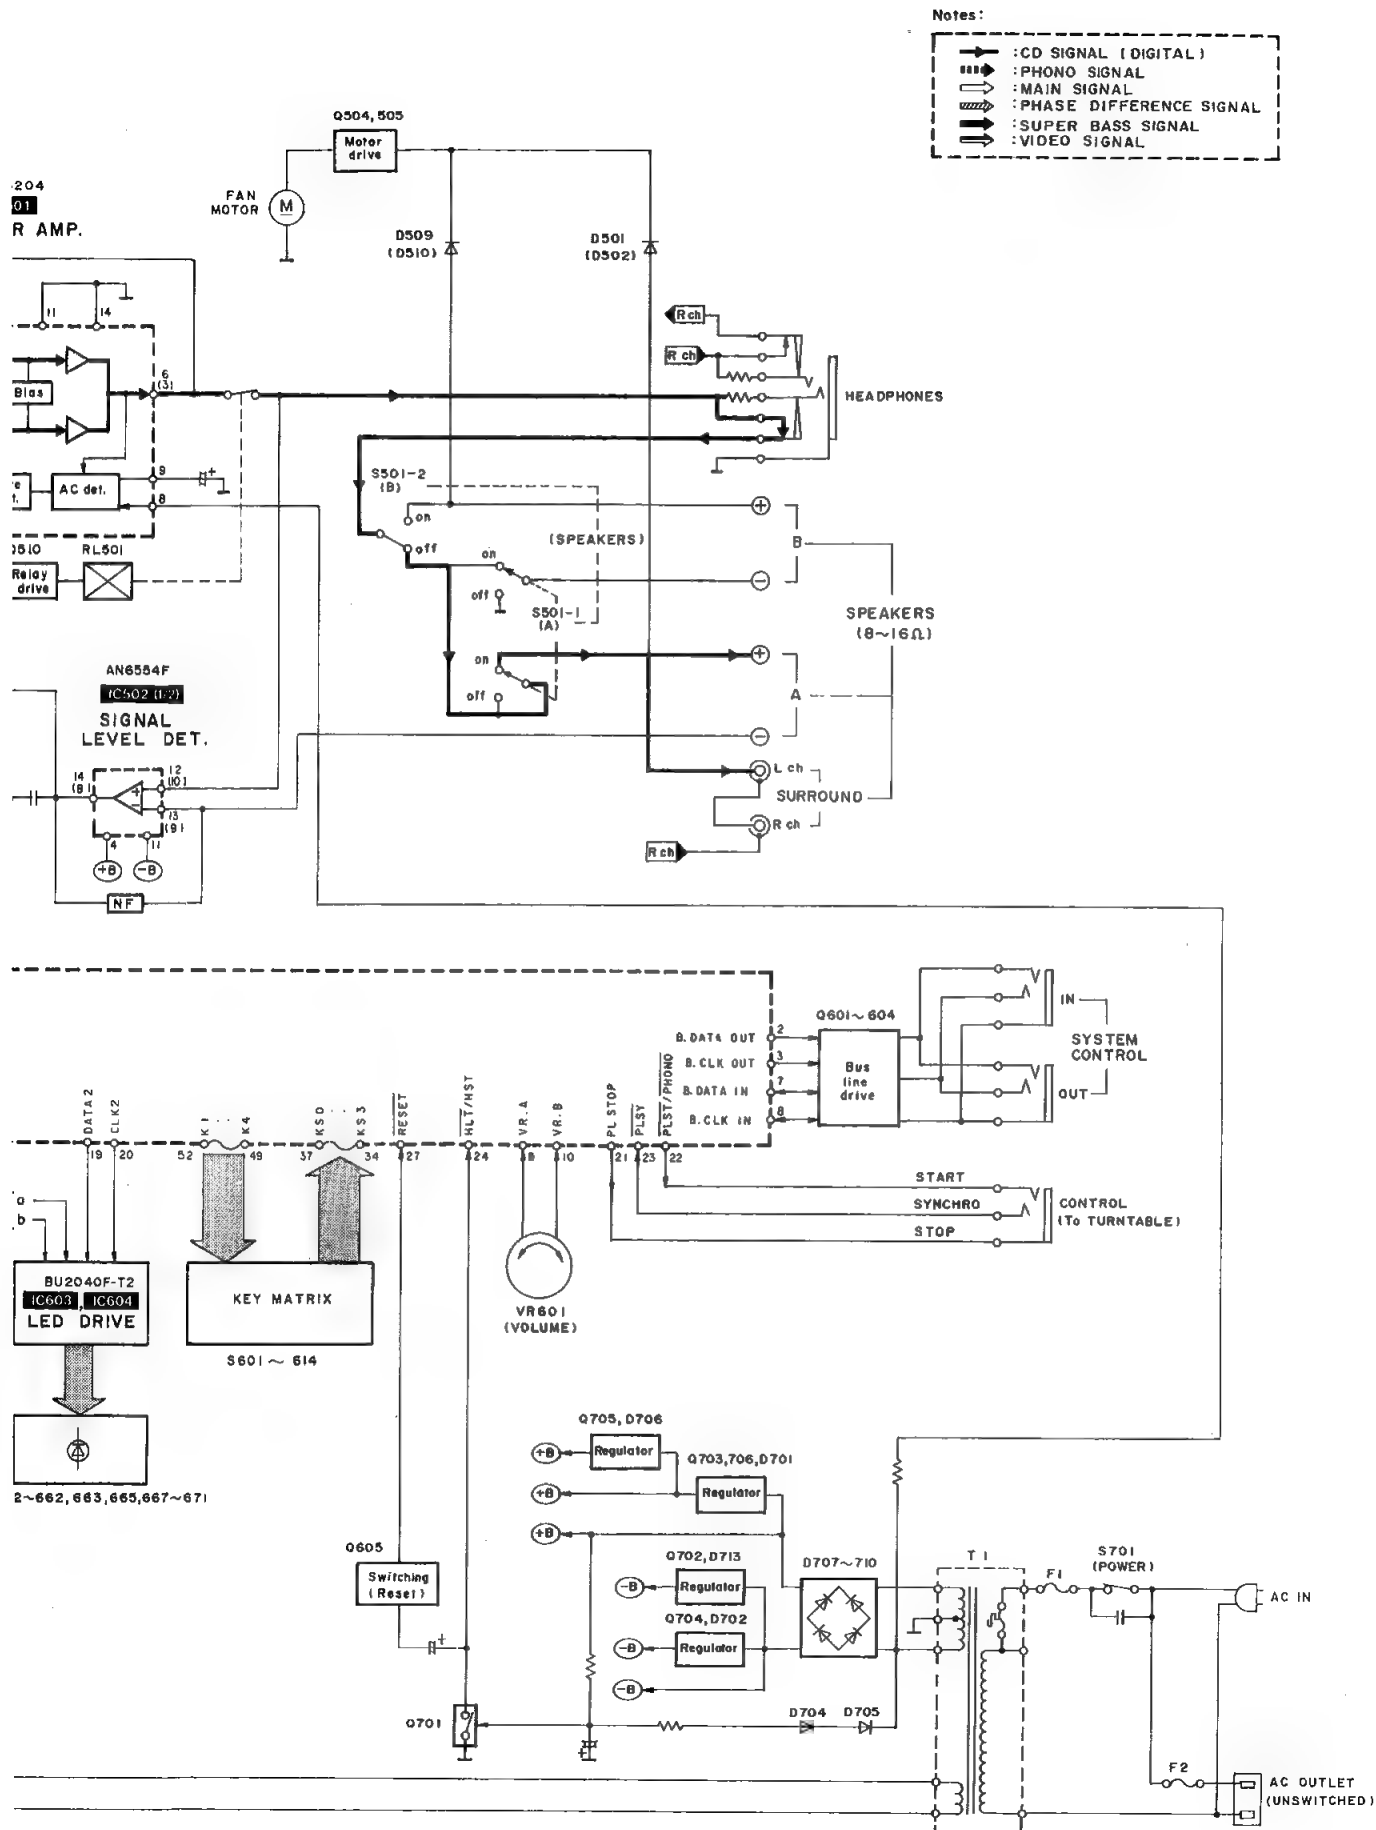 Notes:
:CD SIGNAL (DIGITAL)
:PHONO SIGNAL
:MAIN SIGNAL
:PHASE DIFFERENCE SIGNAL
:SUPER BASS SIGNAL
:VIDEO SIGNAL
Q504, 505
Motor drive
FAN MOTOR
M
204
01
R AMP.
D509
(D510)
D501
(D502)
11
14
R ch
R ch
HEADPHONES
Bias
6
(3)
9
8
AC det.
+
S501-2
(B)
on
off
(SPEAKERS)
on
off
S501-1
(A)
+
B
−
SPEAKERS
(8~16Ω)
D510
Relay drive
RL501
on
off
+
A
−
AN6554F
IC502 (1/2)
SIGNAL
LEVEL DET.
14
(8)
12
(10)
13
(9)
+
−
4
11
+B
−B
NF
L ch
SURROUND
R ch
R ch
B.DATA OUT 2
B.CLK OUT 3
B.DATA IN 7
B.CLK IN 8
Q601~604
Bus line drive
IN
SYSTEM CONTROL
OUT
DATA2
CLK2
K1 ·· K4
KS0 ·· KS3
RESET
HLT/HST
VR.A
VR.B
PL STOP
PLSY
PLST/PHONO
19 20 52 49 37 34 27 24 9 10 21 23 22
START
SYNCHRO
STOP
CONTROL
(To TURNTABLE)
a
b
BU2040F-T2
IC603, IC604
LED DRIVE
KEY MATRIX
S601~614
VR601
(VOLUME)
2~662, 663, 665, 667~671
Q705, D706
+B
Regulator
Q703, 706, D701
+B
Regulator
+B
Q605
Switching
(Reset)
+
Q702, D713
−B
Regulator
Q704, D702
−B
Regulator
−B
D707~710
T1
F1
S701
(POWER)
AC IN
Q701
D704
D705
+
F2
AC OUTLET
(UNSWITCHED)